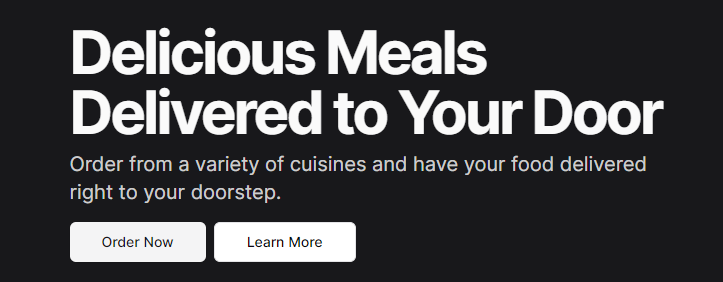 Delicious Meals
Delivered to Your Door
Order from a variety of cuisines and have your food delivered
right to your doorstep.
Order Now
Learn More